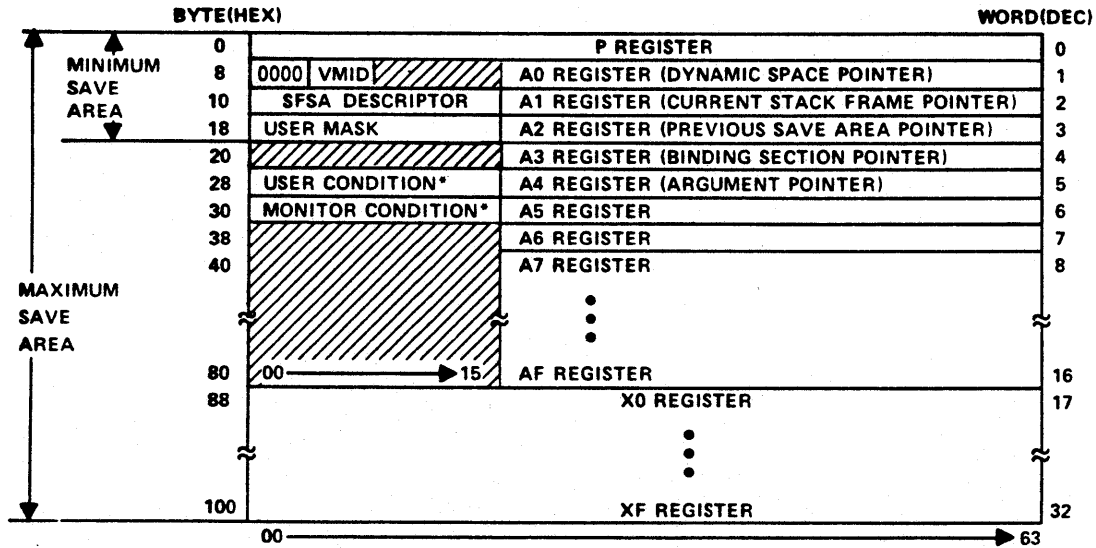 BYTE(HEX) WORD(DEC)
0 P REGISTER 0
MINIMUM SAVE AREA
8 0000 VMID A0 REGISTER (DYNAMIC SPACE POINTER) 1
10 SFSA DESCRIPTOR A1 REGISTER (CURRENT STACK FRAME POINTER) 2
18 USER MASK A2 REGISTER (PREVIOUS SAVE AREA POINTER) 3
20 A3 REGISTER (BINDING SECTION POINTER) 4
28 USER CONDITION* A4 REGISTER (ARGUMENT POINTER) 5
30 MONITOR CONDITION* A5 REGISTER 6
38 A6 REGISTER 7
40 A7 REGISTER 8
MAXIMUM
SAVE
AREA
80 00 15 AF REGISTER 16
88 X0 REGISTER 17
100 XF REGISTER 32
00 63